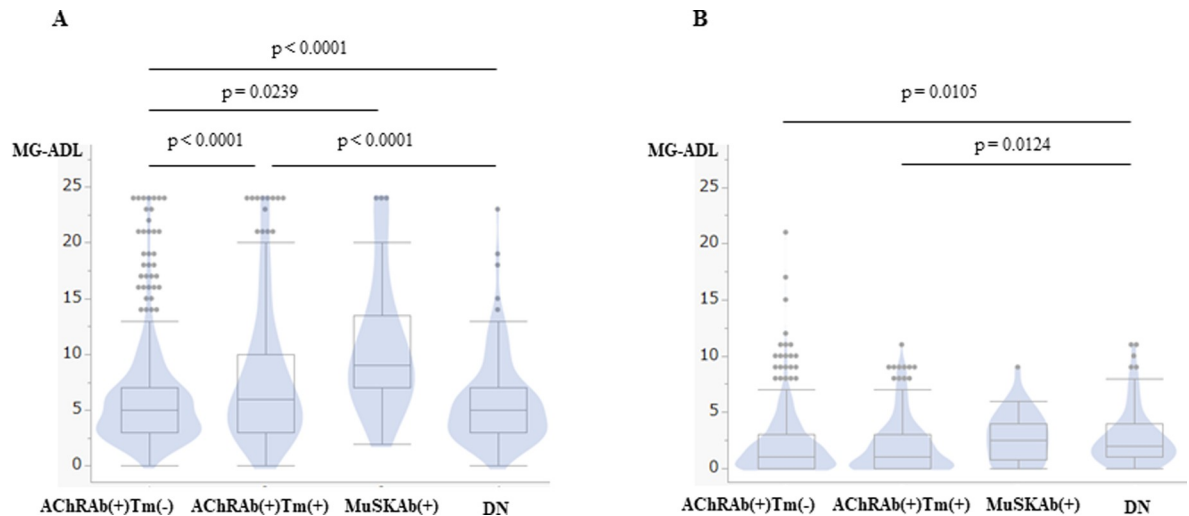 A
p < 0.0001
p = 0.0239
p < 0.0001
p < 0.0001
MG-ADL
25
20
15
10
5
0
AChRAb(+)Tm(-)
AChRAb(+)Tm(+)
MuSKAb(+)
DN
B
p = 0.0105
p = 0.0124
MG-ADL
25
20
15
10
5
0
AChRAb(+)Tm(-)
AChRAb(+)Tm(+)
MuSKAb(+)
DN